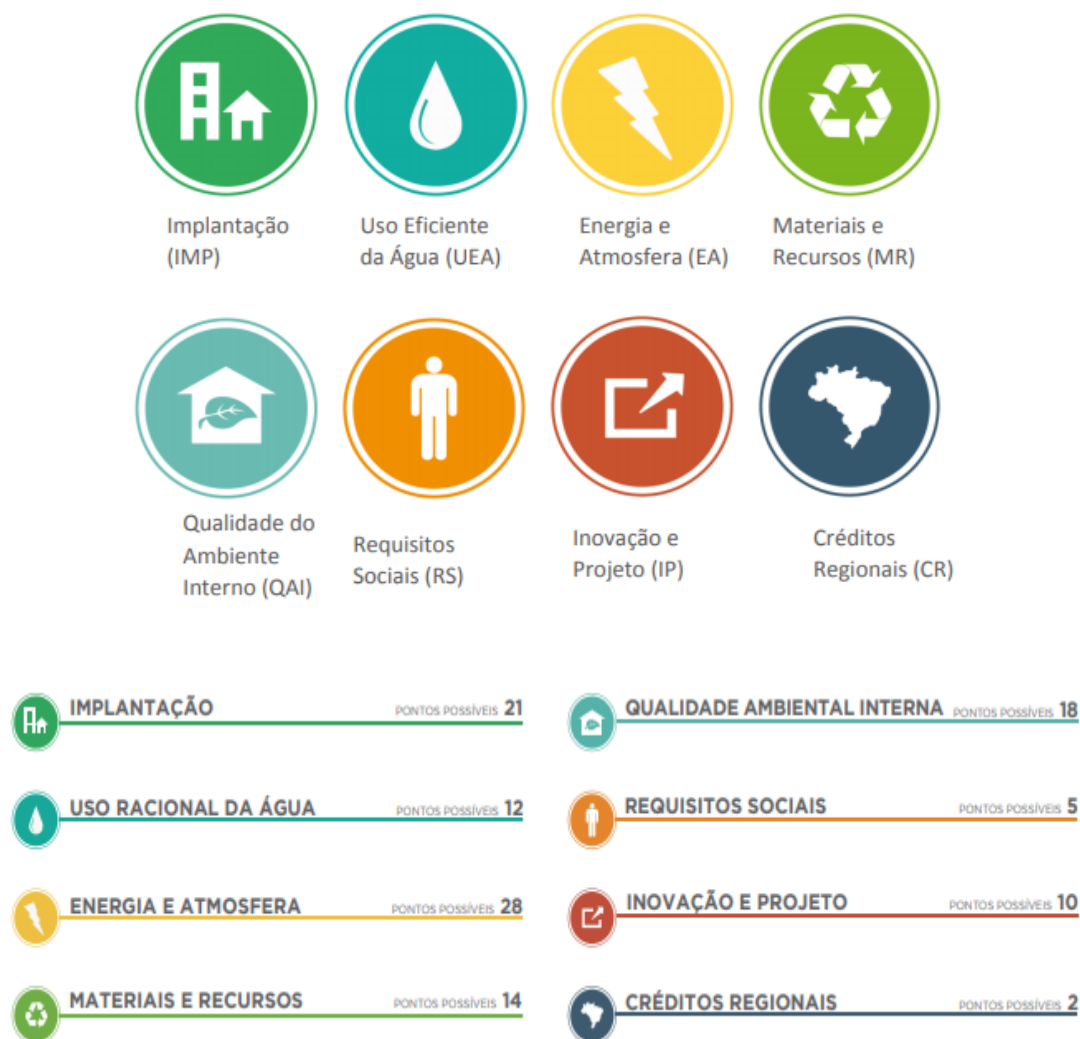 Implantação
(IMP)
Uso Eficiente
da Água (UEA)
Energia e
Atmosfera (EA)
Materiais e
Recursos (MR)
Qualidade do
Ambiente
Interno (QAI)
Requisitos
Sociais (RS)
Inovação e
Projeto (IP)
Créditos
Regionais (CR)
IMPLANTAÇÃO PONTOS POSSÍVEIS 21
USO RACIONAL DA ÁGUA PONTOS POSSÍVEIS 12
ENERGIA E ATMOSFERA PONTOS POSSÍVEIS 28
MATERIAIS E RECURSOS PONTOS POSSÍVEIS 14
QUALIDADE AMBIENTAL INTERNA PONTOS POSSÍVEIS 18
REQUISITOS SOCIAIS PONTOS POSSÍVEIS 5
INOVAÇÃO E PROJETO PONTOS POSSÍVEIS 10
CRÉDITOS REGIONAIS PONTOS POSSÍVEIS 2